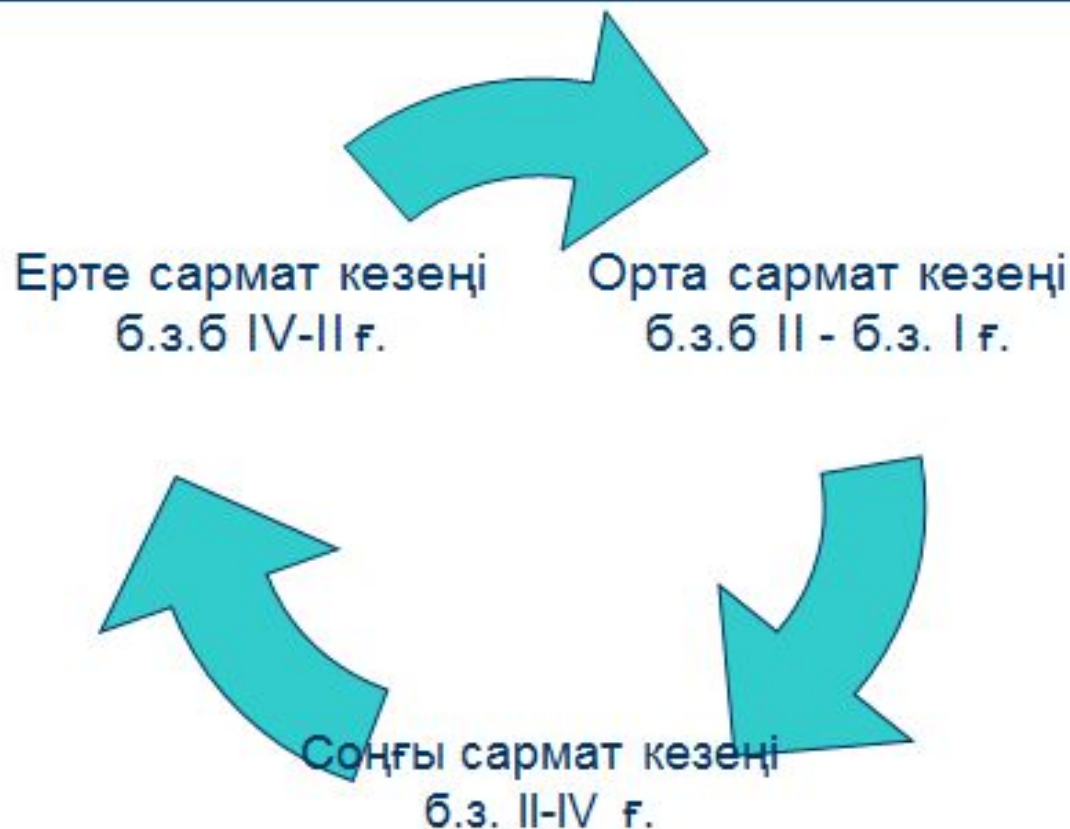 Ерте сармат кезеңі
б.з.б IV-II ғ.
Орта сармат кезеңі
б.з.б II - б.з. I ғ.
Соңғы сармат кезеңі
б.з. II-IV ғ.